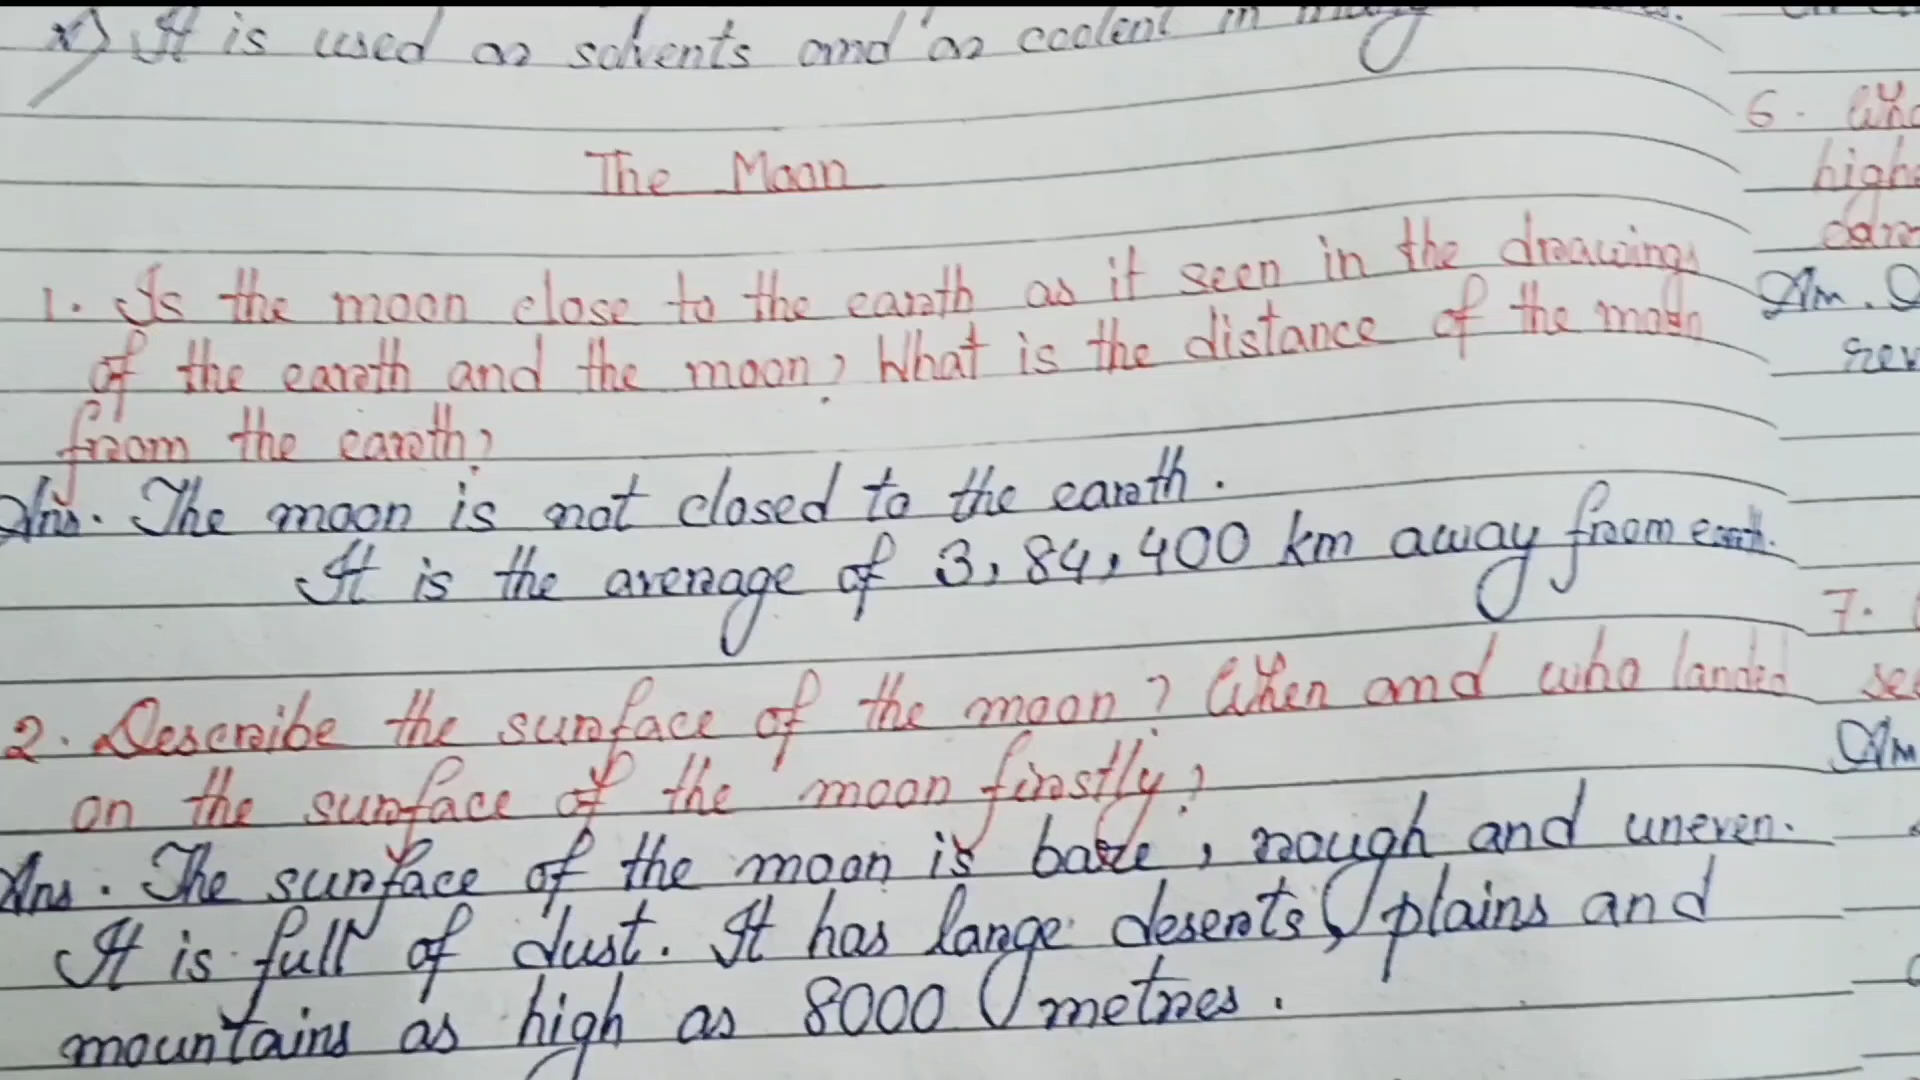 x) It is used as solvents and as coolent in
The Moon
1. Is the moon close to the earth as it seen in the drawings
of the earth and the moon? What is the distance of the moon
from the earth?
Ans. The moon is not closed to the earth.
It is the average of 3,84,400 km away from earth.
2. Describe the surface of the moon? When and who landed
on the surface of the moon firstly?
Ans. The surface of the moon is bare, rough and uneven.
It is full of dust. It has large deserts, plains and
mountains as high as 8000 metres.
6.
7.